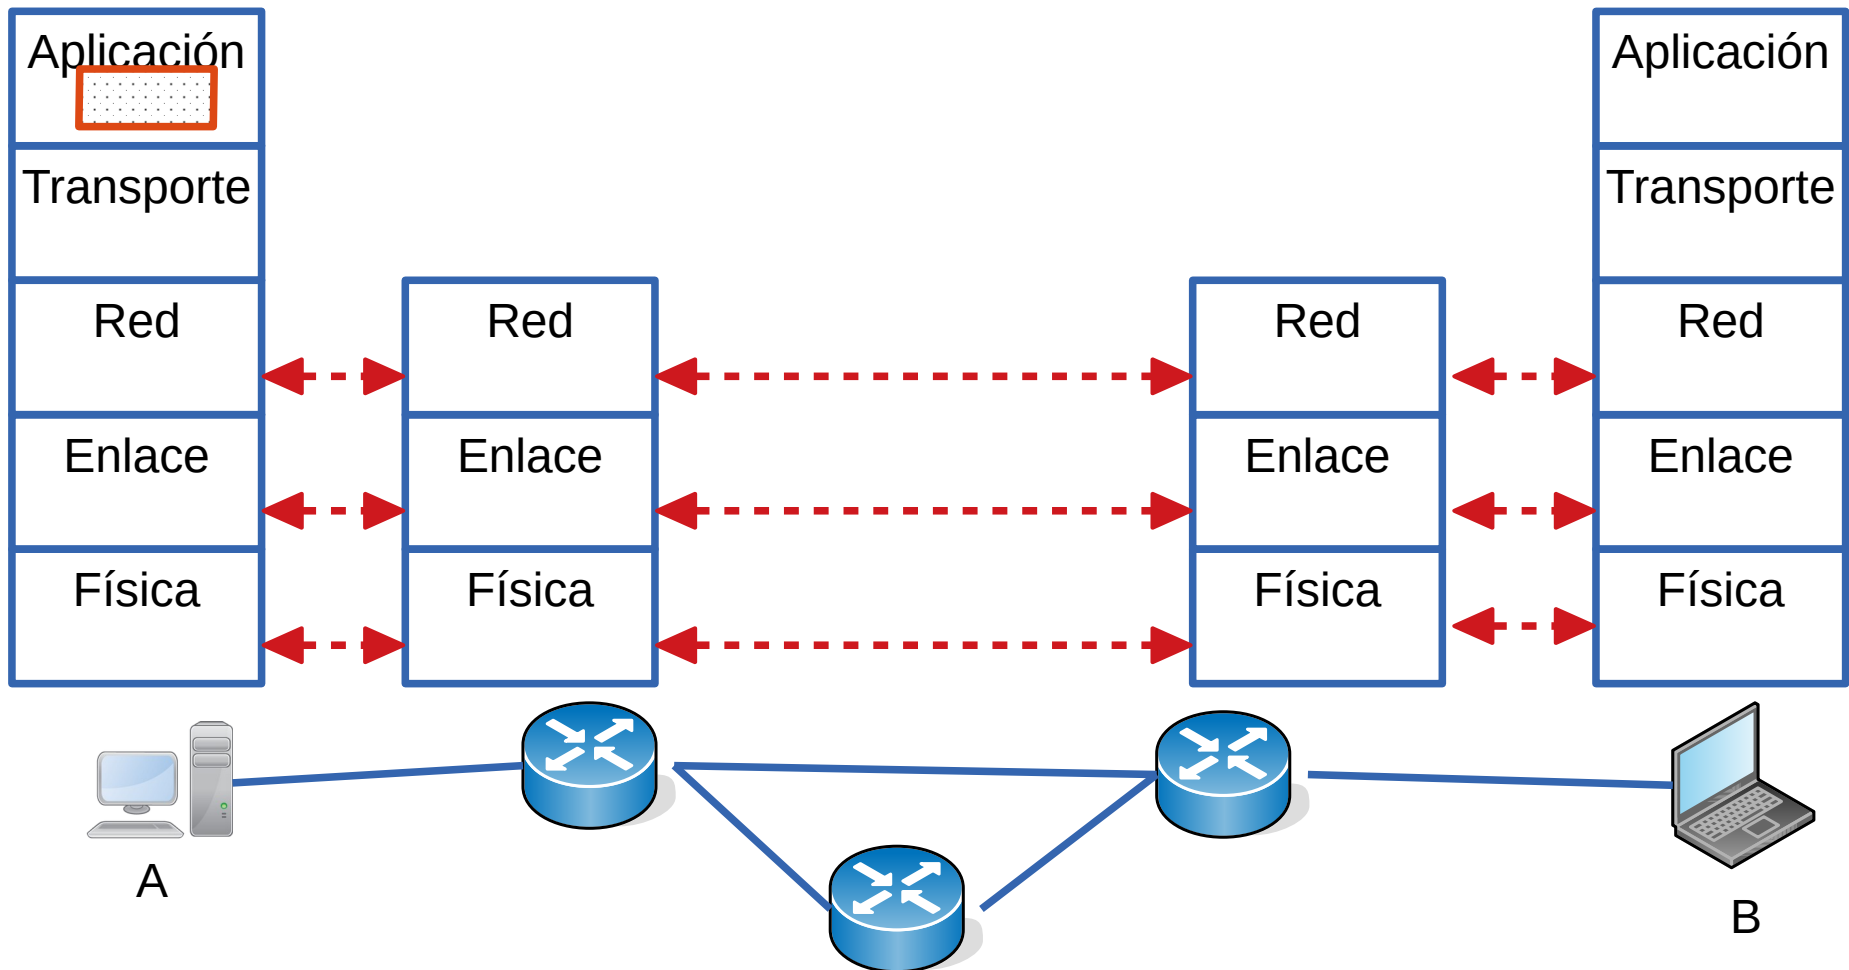 Aplicación
Aplicación
Transporte
Transporte
Red
Red
Red
Red
Enlace
Enlace
Enlace
Enlace
Física
Física
Física
Física
A
B